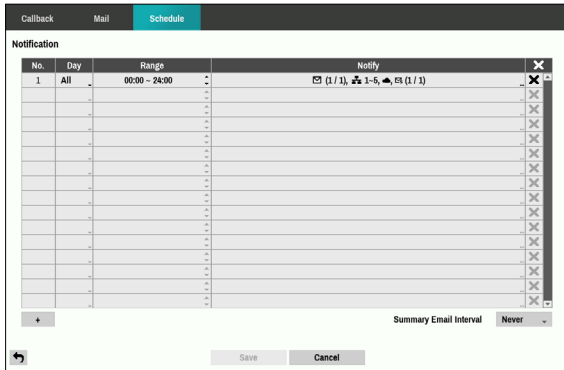 Callback Mail Schedule
Notification
No. Day Range Notify
1 All 00:00 ~ 24:00 (1 / 1), 1~5, , (1 / 1)
+ Summary Email Interval Never
Save Cancel